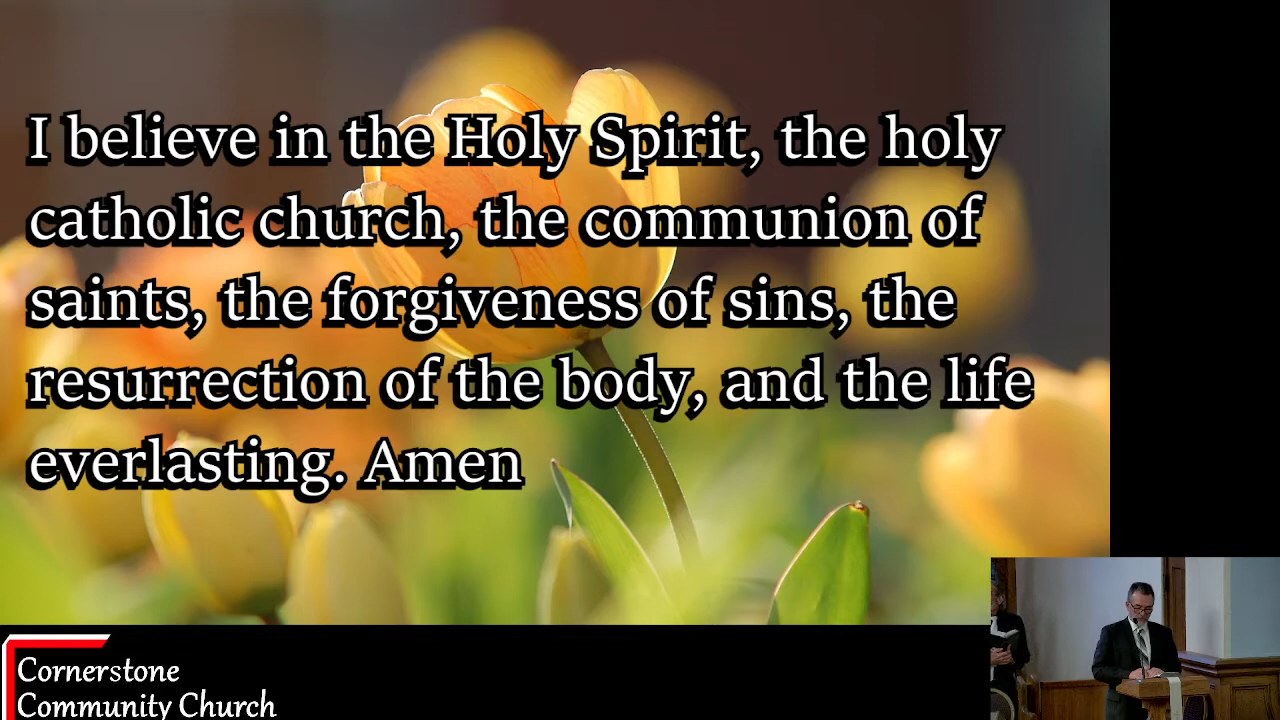 I believe in the Holy Spirit, the holy
catholic church, the communion of
saints, the forgiveness of sins, the
resurrection of the body, and the life
everlasting. Amen
Cornerstone
Community Church